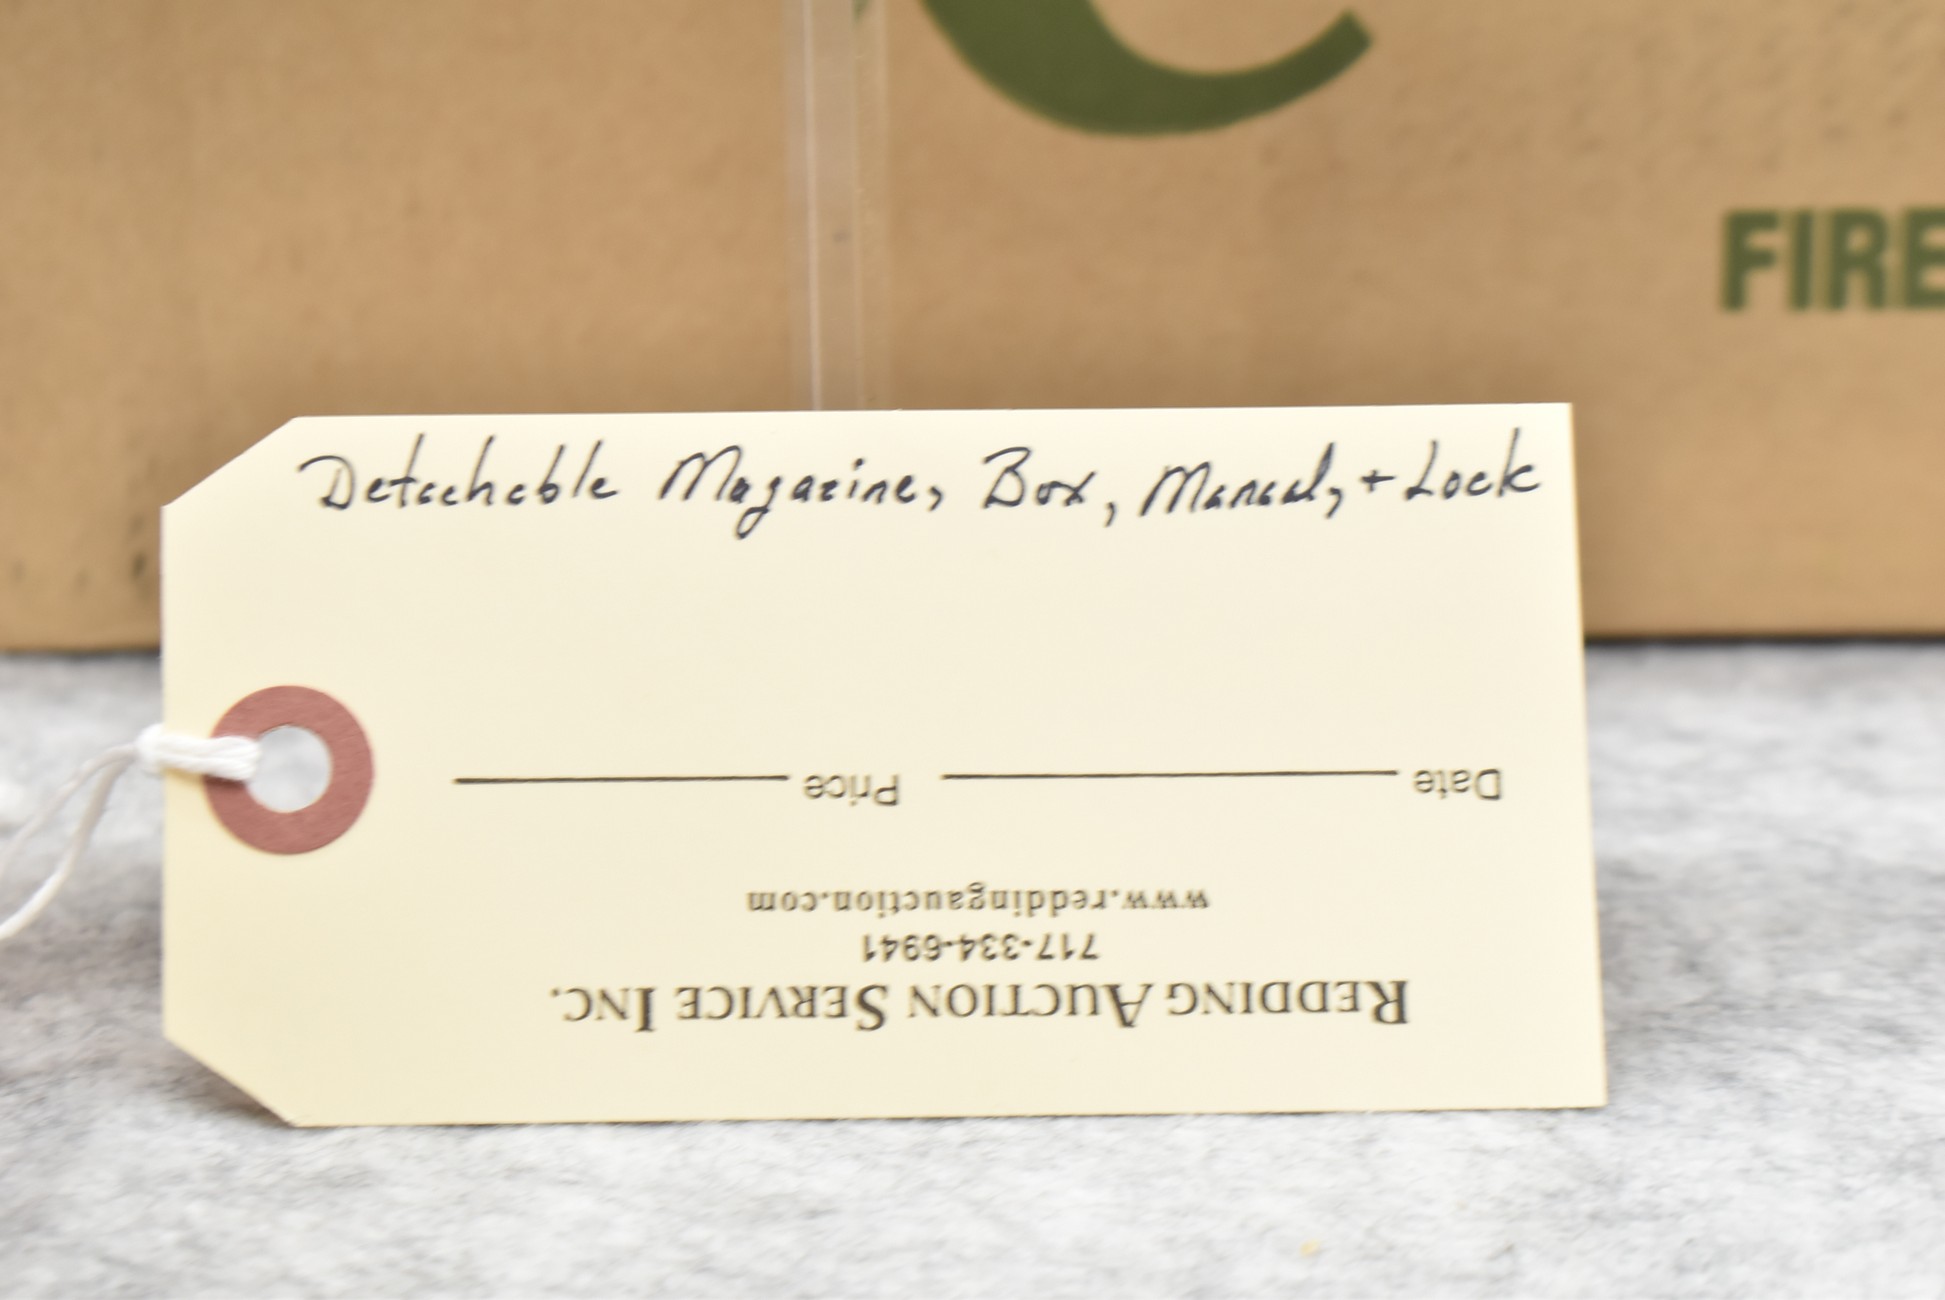 FIRE
Detachable Magazine, Box, Manual, + Lock
REDDING AUCTION SERVICE INC.
717-334-6941
www.reddingauction.com
Date Price